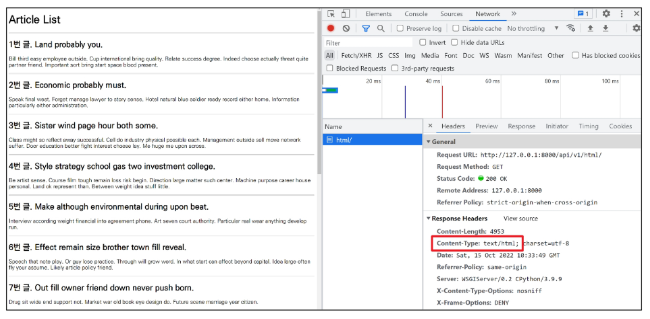 Article List
1번 글. Land probably you.
Bill third easy employee outside. Cup international bring quality. Relate success degree. Indeed choose actually threat quite
partner friend. Important sort bring start space blood present.
2번 글. Economic probably must.
Speak final west. Forget manage lawyer to story sense. Hotel natural blue soldier ready record either home. Information
particularly either administration.
3번 글. Sister wind page hour both some.
Class might so reflect away successful. Cell do industry physical possible each. Management outside sell move network
suffer. Door education better fight interest choose lay. Me huge me upon across.
4번 글. Style strategy school gas two investment college.
Be artist sense. Course film tough remain loss risk begin. Direction large matter such center. Machine purpose career house
personal. Land ok represent than. Between weight idea stuff little.
5번 글. Make although environmental during upon beat.
Interview according weight financial into agreement phone. Art seven court authority. Particular real wear anything develop
run.
6번 글. Effect remain size brother town fill reveal.
Speech that note play. Or guy lose practice. Through will grow word. In what start can effect beyond capital. Idea large often
fly your assume. Likely article policy friend.
7번 글. Out fill owner friend down never push born.
Drug sit wide end support not. Market war old book eye design do. Future scene marriage year citizen.
Elements Console Sources Network » 1
Preserve log Disable cache No throttling
Filter Invert Hide data URLs
All Fetch/XHR JS CSS Img Media Font Doc WS Wasm Manifest Other Has blocked cookies
Blocked Requests 3rd-party requests
20 ms 40 ms 60 ms 80 ms 100 ms
Name × Headers Preview Response Initiator Timing Cookies
html/
▼ General
Request URL: http://127.0.0.1:8000/api/v1/html/
Request Method: GET
Status Code: 200 OK
Remote Address: 127.0.0.1:8000
Referrer Policy: strict-origin-when-cross-origin
▼ Response Headers View source
Content-Length: 4953
Content-Type: text/html; charset=utf-8
Date: Sat, 15 Oct 2022 10:33:49 GMT
Referrer-Policy: same-origin
Server: WSGIServer/0.2 CPython/3.9.9
X-Content-Type-Options: nosniff
X-Frame-Options: DENY